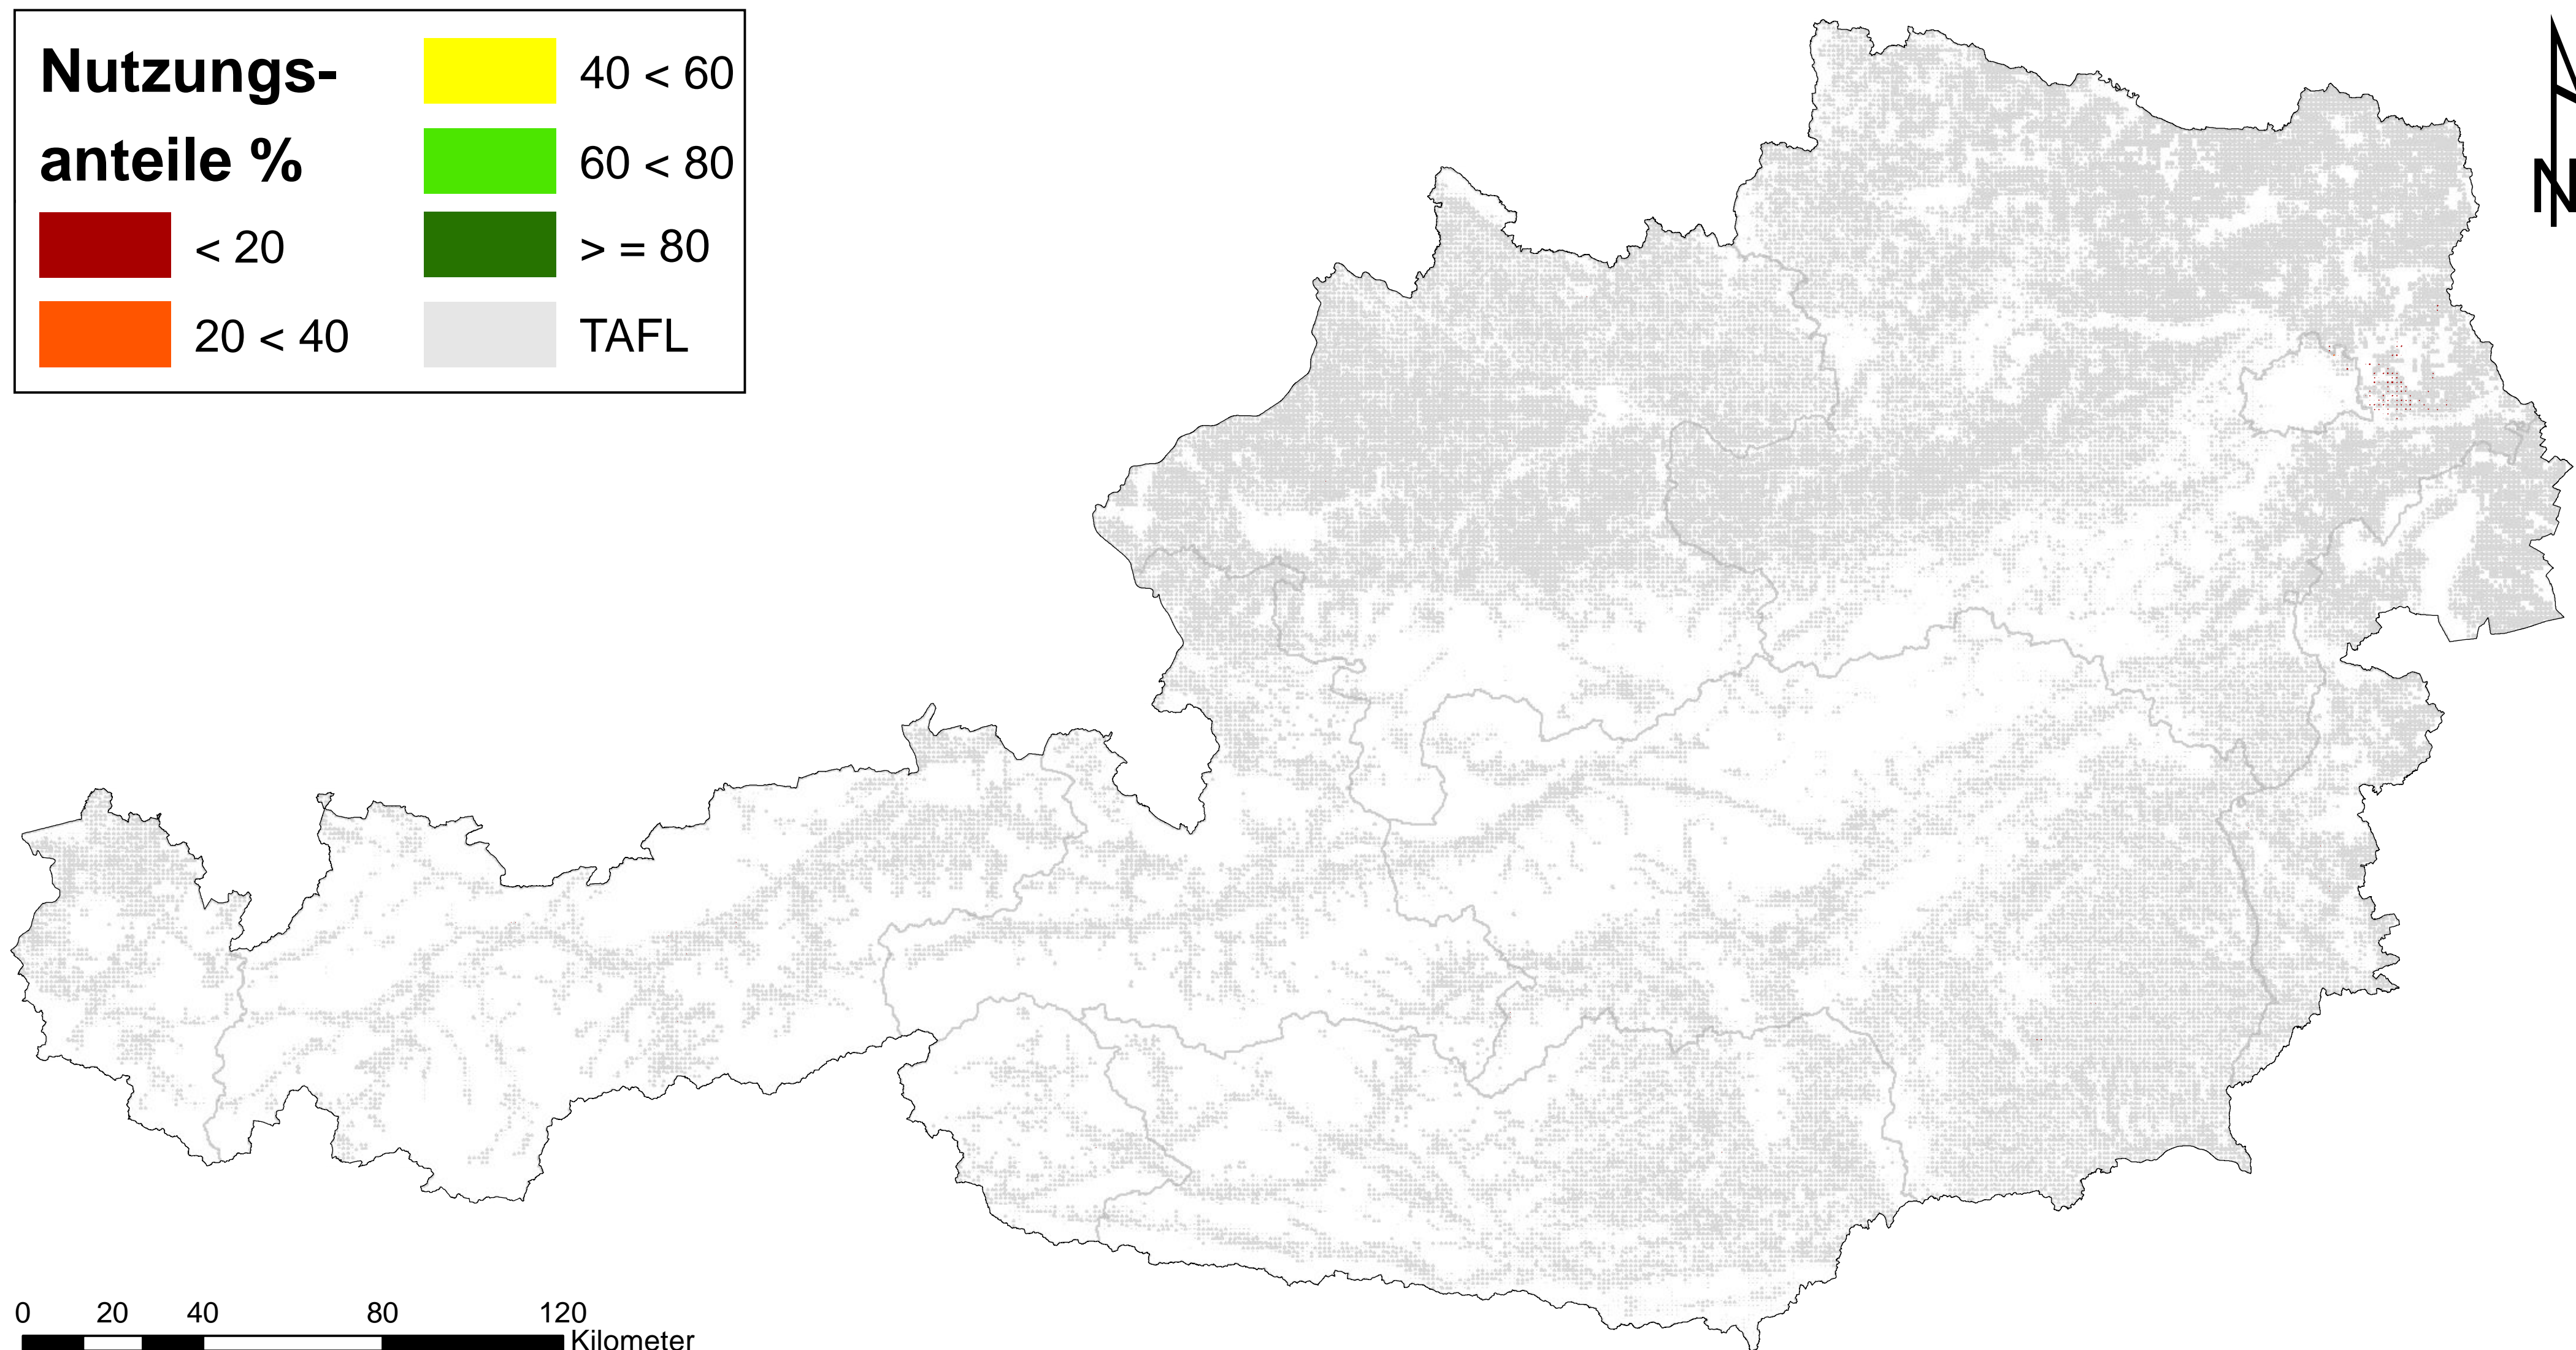 Nutzungs-
anteile %
< 20
20 < 40
40 < 60
60 < 80
> = 80
TAFL
N
0 20 40 80 120
Kilometer